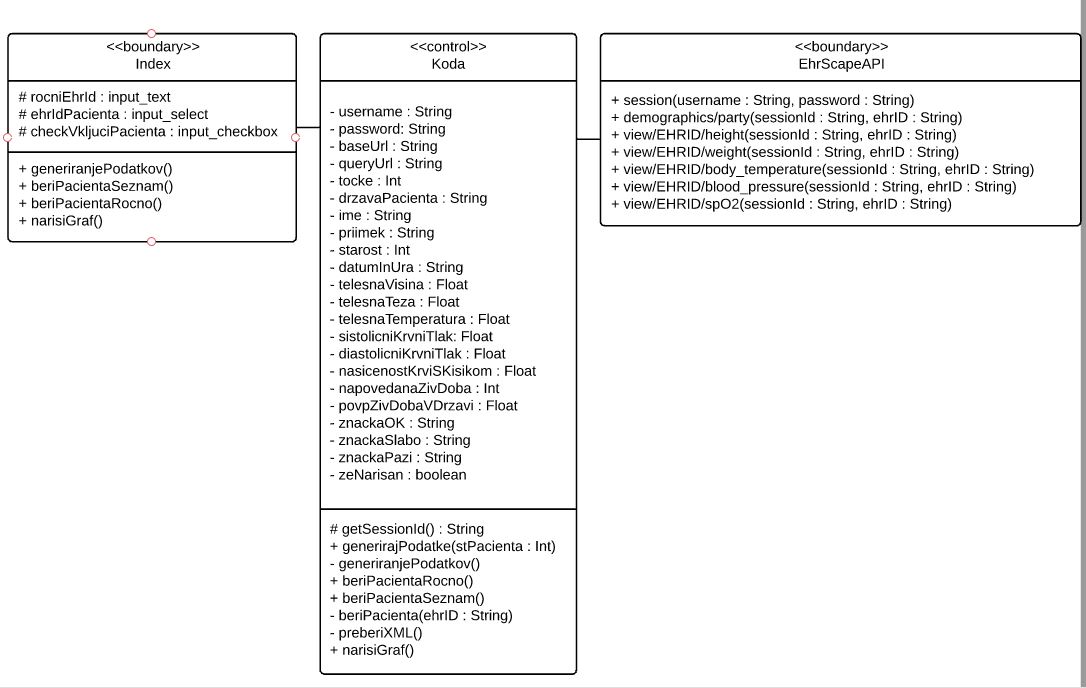 <<boundary>>
Index
# rocniEhrId : input_text
# ehrIdPacienta : input_select
# checkVkljuciPacienta : input_checkbox
+ generiranjePodatkov()
+ beriPacientaSeznam()
+ beriPacientaRocno()
+ narisiGraf()
<<control>>
Koda
- username : String
- password: String
- baseUrl : String
- queryUrl : String
- tocke : Int
- drzavaPacienta : String
- ime : String
- priimek : String
- starost : Int
- datumInUra : String
- telesnaVisina : Float
- telesnaTeza : Float
- telesnaTemperatura : Float
- sistolicniKrvniTlak: Float
- diastolicniKrvniTlak : Float
- nasicenostKrviSKisikom : Float
- napovedanaZivDoba : Int
- povpZivDobaVDrzavi : Float
- znackaOK : String
- znackaSlabo : String
- znackaPazi : String
- zeNarisan : boolean
# getSessionId() : String
+ generirajPodatke(stPacienta : Int)
- generiranjePodatkov()
+ beriPacientaRocno()
+ beriPacientaSeznam()
- beriPacienta(ehrID : String)
- preberiXML()
+ narisiGraf()
<<boundary>>
EhrScapeAPI
+ session(username : String, password : String)
+ demographics/party(sessionId : String, ehrID : String)
+ view/EHRID/height(sessionId : String, ehrID : String)
+ view/EHRID/weight(sessionId : String, ehrID : String)
+ view/EHRID/body_temperature(sessionId : String, ehrID : String)
+ view/EHRID/blood_pressure(sessionId : String, ehrID : String)
+ view/EHRID/spO2(sessionId : String, ehrID : String)